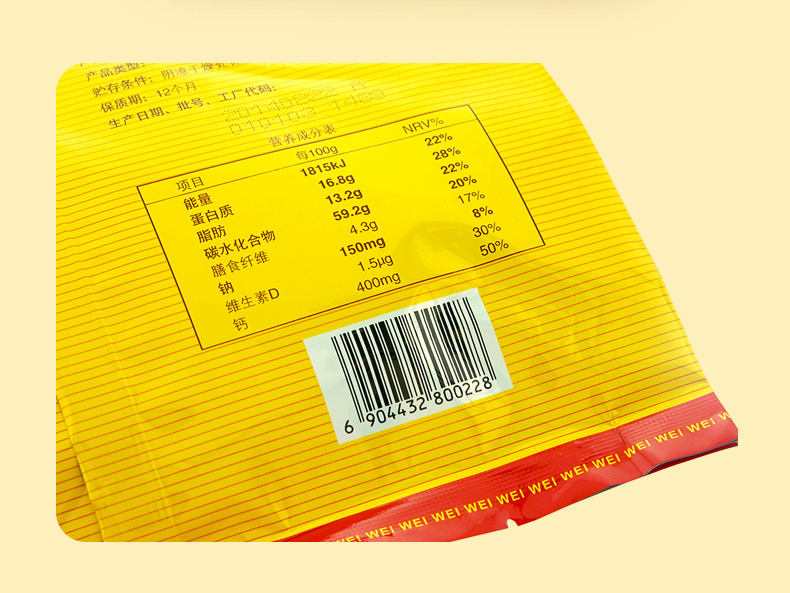 产品类型:
贮存条件: 阴凉干燥处
保质期: 12个月
生产日期、批号、工厂代码:
营养成分表
项目 每100g NRV%
能量 1815kJ 22%
蛋白质 16.8g 28%
脂肪 13.2g 22%
碳水化合物 59.2g 20%
膳食纤维 4.3g 17%
钠 150mg 8%
维生素D 1.5μg 30%
钙 400mg 50%
6 904432 800228
WEI WEI WEI WEI WEI WEI WEI WEI WEI WEI WEI WEI